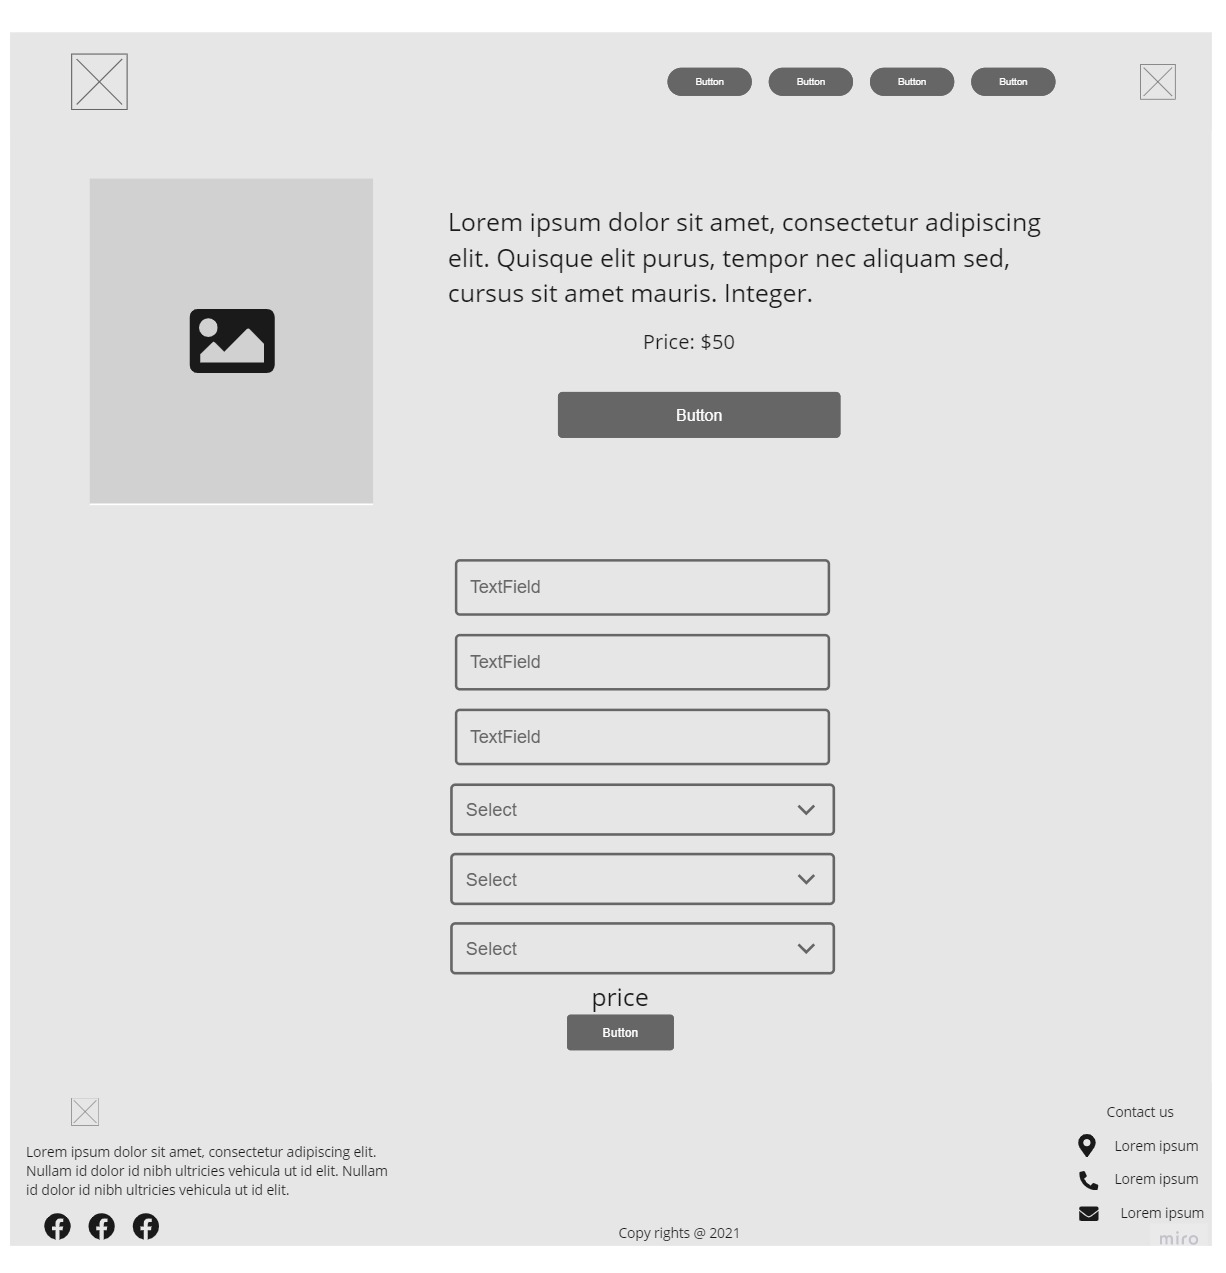 Button
Button
Button
Button
Lorem ipsum dolor sit amet, consectetur adipiscing
elit. Quisque elit purus, tempor nec aliquam sed,
cursus sit amet mauris. Integer.
Price: $50
Button
TextField
TextField
TextField
Select
Select
Select
price
Button
Lorem ipsum dolor sit amet, consectetur adipiscing elit.
Nullam id dolor id nibh ultricies vehicula ut id elit. Nullam
id dolor id nibh ultricies vehicula ut id elit.
Copy rights @ 2021
Contact us
Lorem ipsum
Lorem ipsum
Lorem ipsum
miro